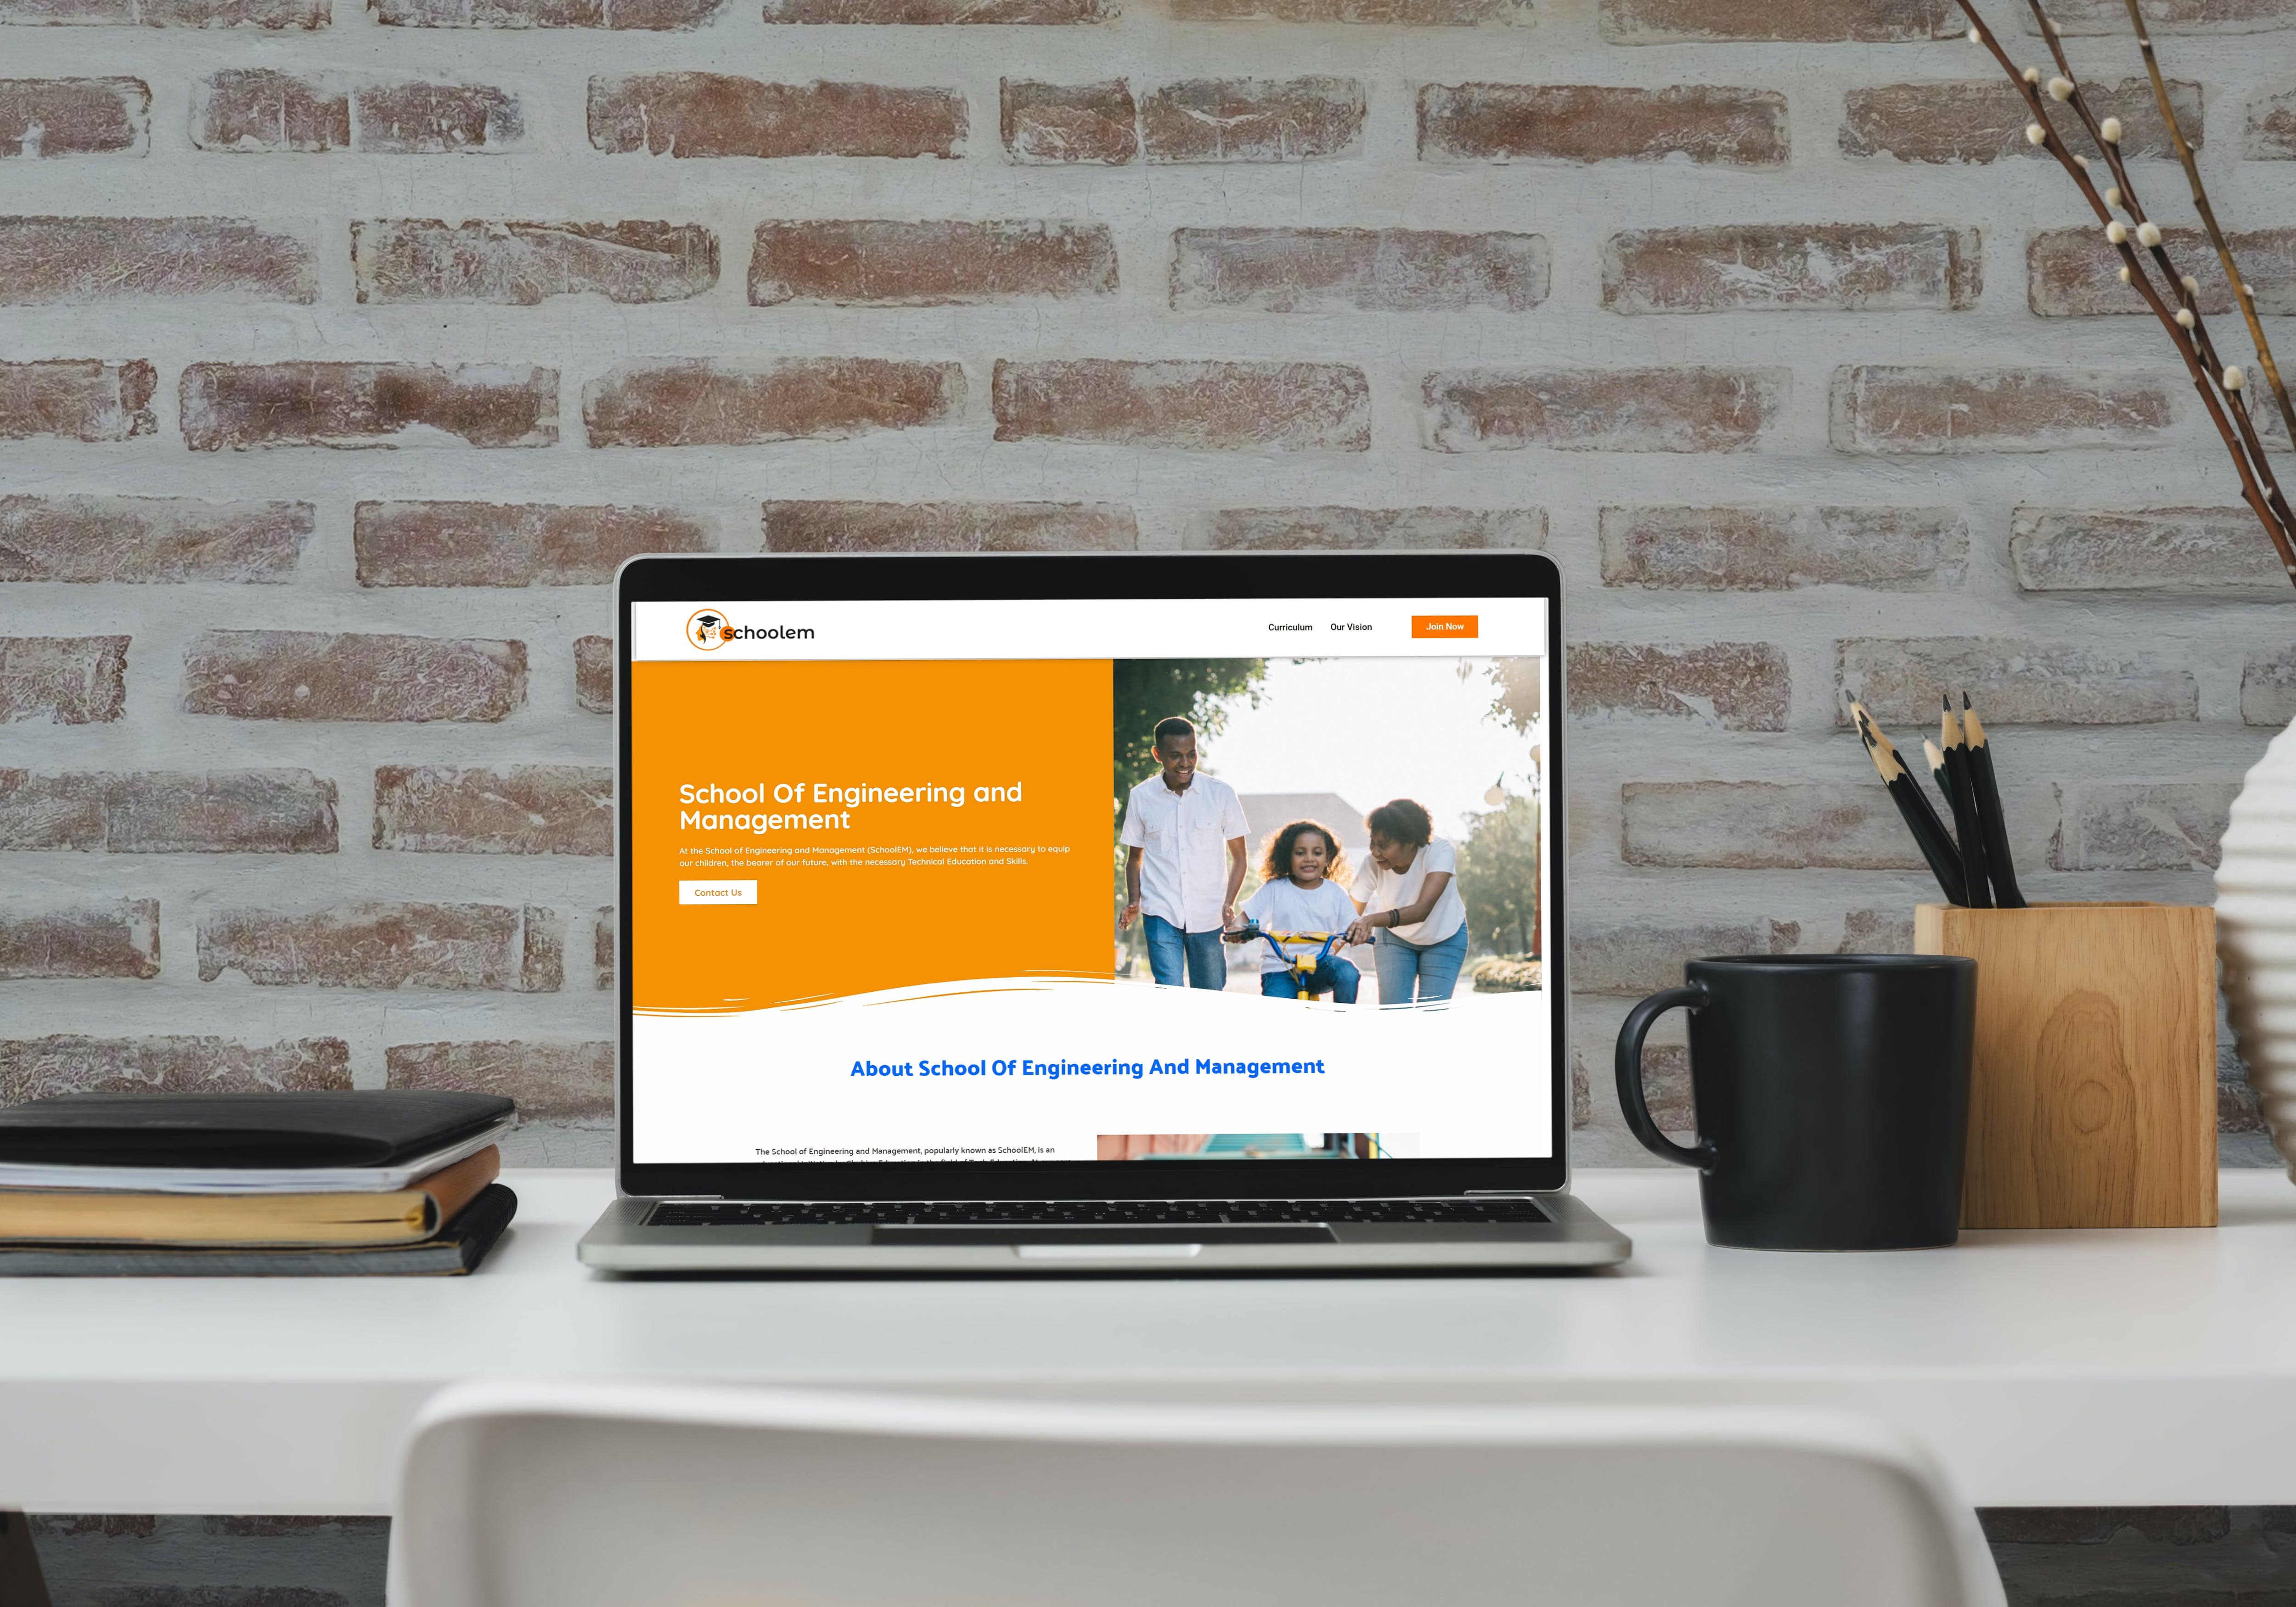 schoolem
Curriculum
Our Vision
Join Now
School Of Engineering and
Management
At the School of Engineering and Management (SchoolEM), we believe that it is necessary to equip
our children, the bearer of our future, with the necessary Technical Education and Skills.
Contact Us
About School Of Engineering And Management
The School of Engineering and Management, popularly known as SchoolEM, is an